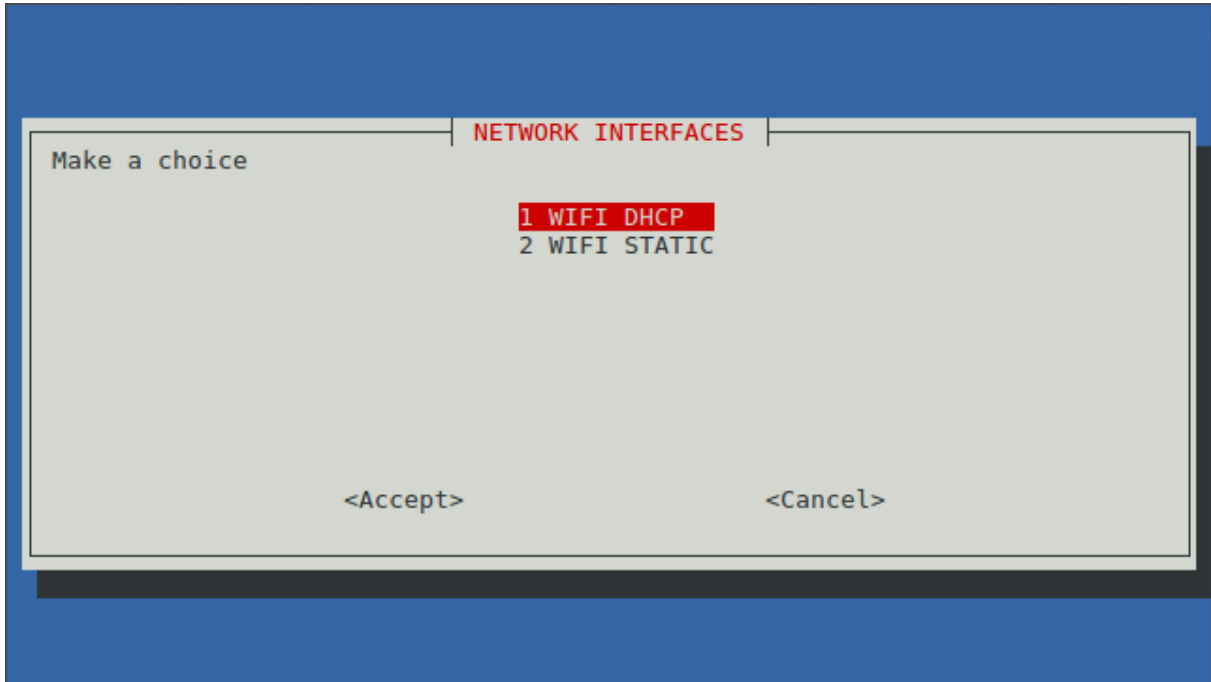 NETWORK INTERFACES
Make a choice
1 WIFI DHCP
2 WIFI STATIC
<Accept> <Cancel>